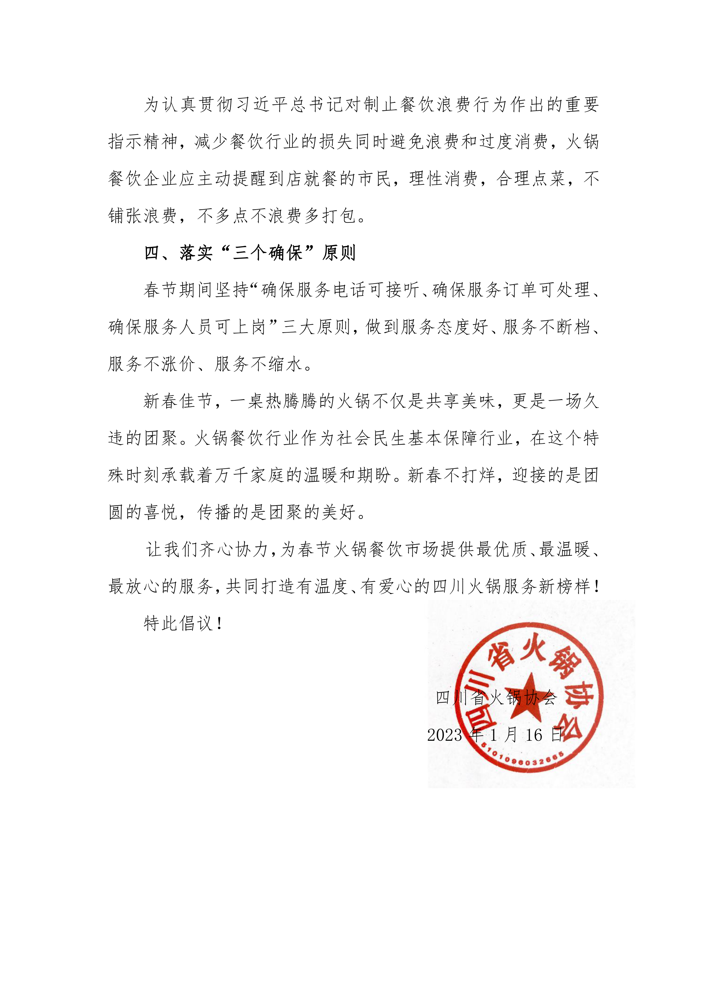 为认真贯彻习近平总书记对制止餐饮浪费行为作出的重要
指示精神，减少餐饮行业的损失同时避免浪费和过度消费，火锅
餐饮企业应主动提醒到店就餐的市民，理性消费，合理点菜，不
铺张浪费，不多点不浪费多打包。
四、落实“三个确保”原则
春节期间坚持“确保服务电话可接听、确保服务订单可处理、
确保服务人员可上岗”三大原则，做到服务态度好、服务不断档、
服务不涨价、服务不缩水。
新春佳节，一桌热腾腾的火锅不仅是共享美味，更是一场久
违的团聚。火锅餐饮行业作为社会民生基本保障行业，在这个特
殊时刻承载着万千家庭的温暖和期盼。新春不打烊，迎接的是团
圆的喜悦，传播的是团聚的美好。
让我们齐心协力，为春节火锅餐饮市场提供最优质、最温暖、
最放心的服务，共同打造有温度、有爱心的四川火锅服务新榜样！
特此倡议！
四川省火锅协会
四川省火锅协会
2023 年 1 月 16 日
5101096032665